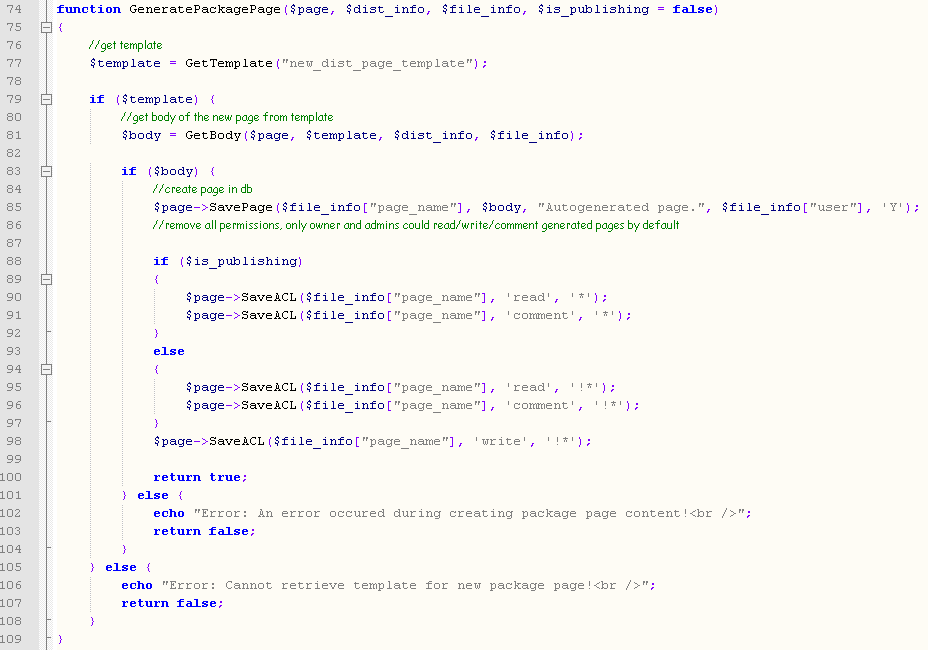 74 function GeneratePackagePage($page, $dist_info, $file_info, $is_publishing = false)
75 {
76 //get template
77 $template = GetTemplate("new_dist_page_template");
78
79 if ($template) {
80 //get body of the new page from template
81 $body = GetBody($page, $template, $dist_info, $file_info);
82
83 if ($body) {
84 //create page in db
85 $page->SavePage($file_info["page_name"], $body, "Autogenerated page.", $file_info["user"], 'Y');
86 //remove all permissions, only owner and admins could read/write/comment generated pages by default
87
88 if ($is_publishing)
89 {
90 $page->SaveACL($file_info["page_name"], 'read', '*');
91 $page->SaveACL($file_info["page_name"], 'comment', '*');
92 }
93 else
94 {
95 $page->SaveACL($file_info["page_name"], 'read', '!*');
96 $page->SaveACL($file_info["page_name"], 'comment', '!*');
97 }
98 $page->SaveACL($file_info["page_name"], 'write', '!*');
99
100 return true;
101 } else {
102 echo "Error: An error occured during creating package page content!<br />";
103 return false;
104 }
105 } else {
106 echo "Error: Cannot retrieve template for new package page!<br />";
107 return false;
108 }
109 }